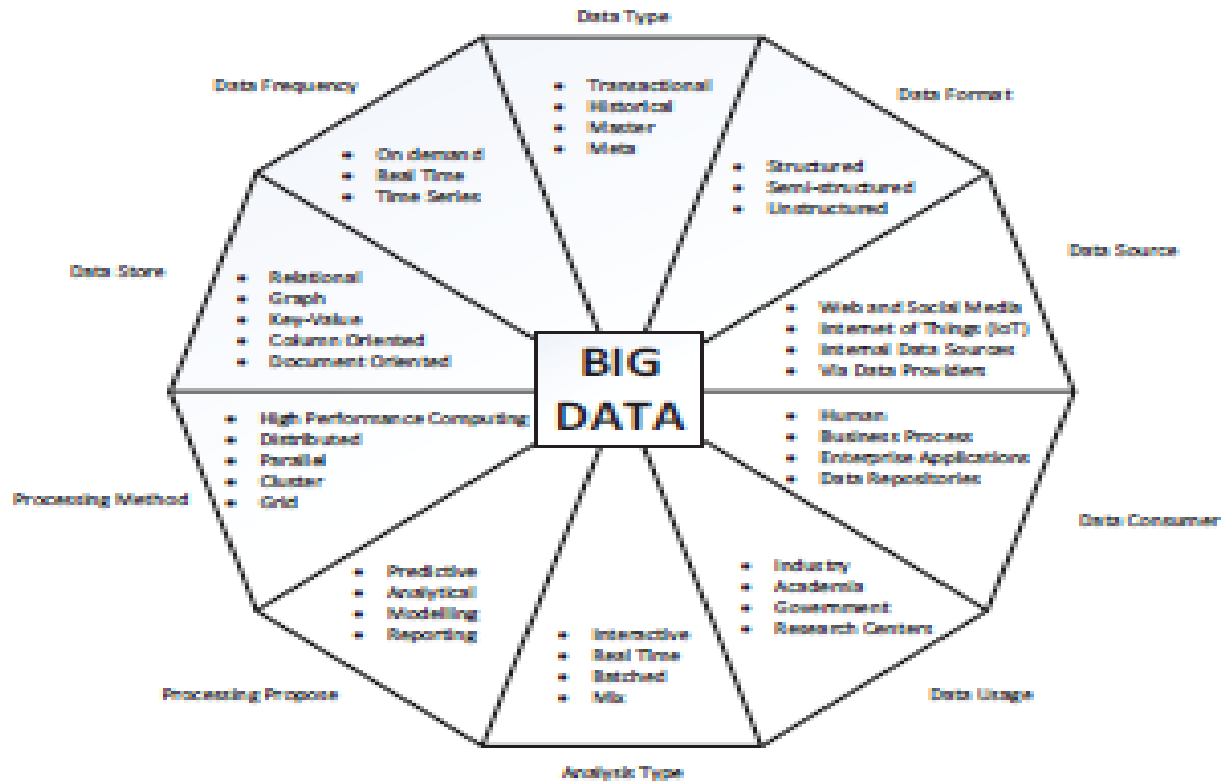 Data Type
Transactional
Historical
Master
Meta
Data Format
Structured
Semi-structured
Unstructured
Data Source
Web and Social Media
Internet of Things (IoT)
Internal Data Sources
Via Data Providers
Data Consumer
Human
Business Process
Enterprise Applications
Data Repositories
Data Usage
Industry
Academia
Government
Research Centers
Analysis Type
Interactive
Real Time
Batched
Mix
Processing Propose
Predictive
Analytical
Modelling
Reporting
Processing Method
High Performance Computing
Distributed
Parallel
Cluster
Grid
Data Store
Relational
Graph
Key-Value
Column Oriented
Document Oriented
Data Frequency
On demand
Real Time
Time Series
BIG
DATA